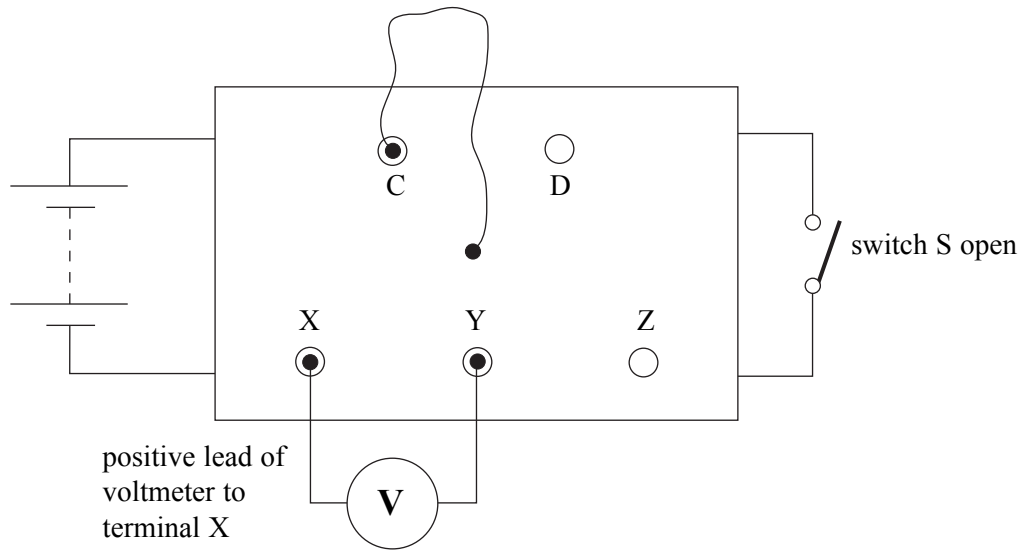 C
D
switch S open
X
Y
Z
positive lead of
voltmeter to
terminal X
V